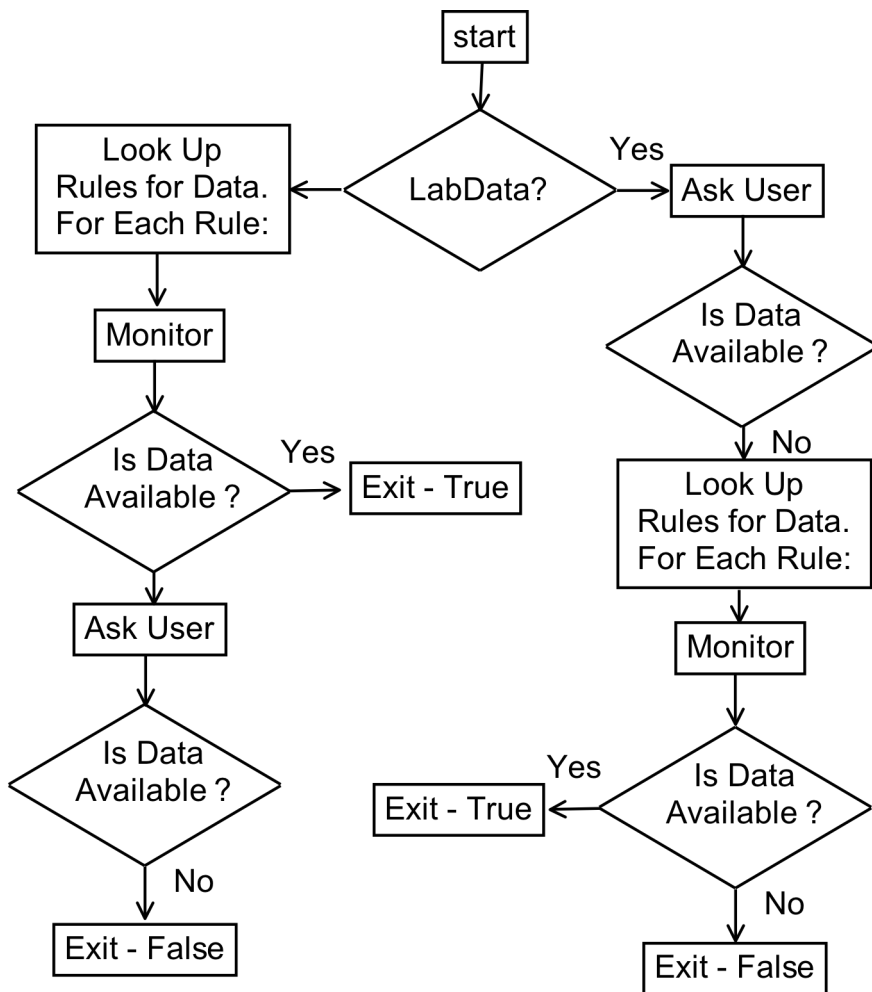 start
LabData?
Yes
Ask User
Is Data
Available ?
No
Look Up
Rules for Data.
For Each Rule:
Monitor
Is Data
Available ?
Yes
Exit - True
No
Exit - False
Look Up
Rules for Data.
For Each Rule:
Monitor
Is Data
Available ?
Yes
Exit - True
Ask User
Is Data
Available ?
No
Exit - False